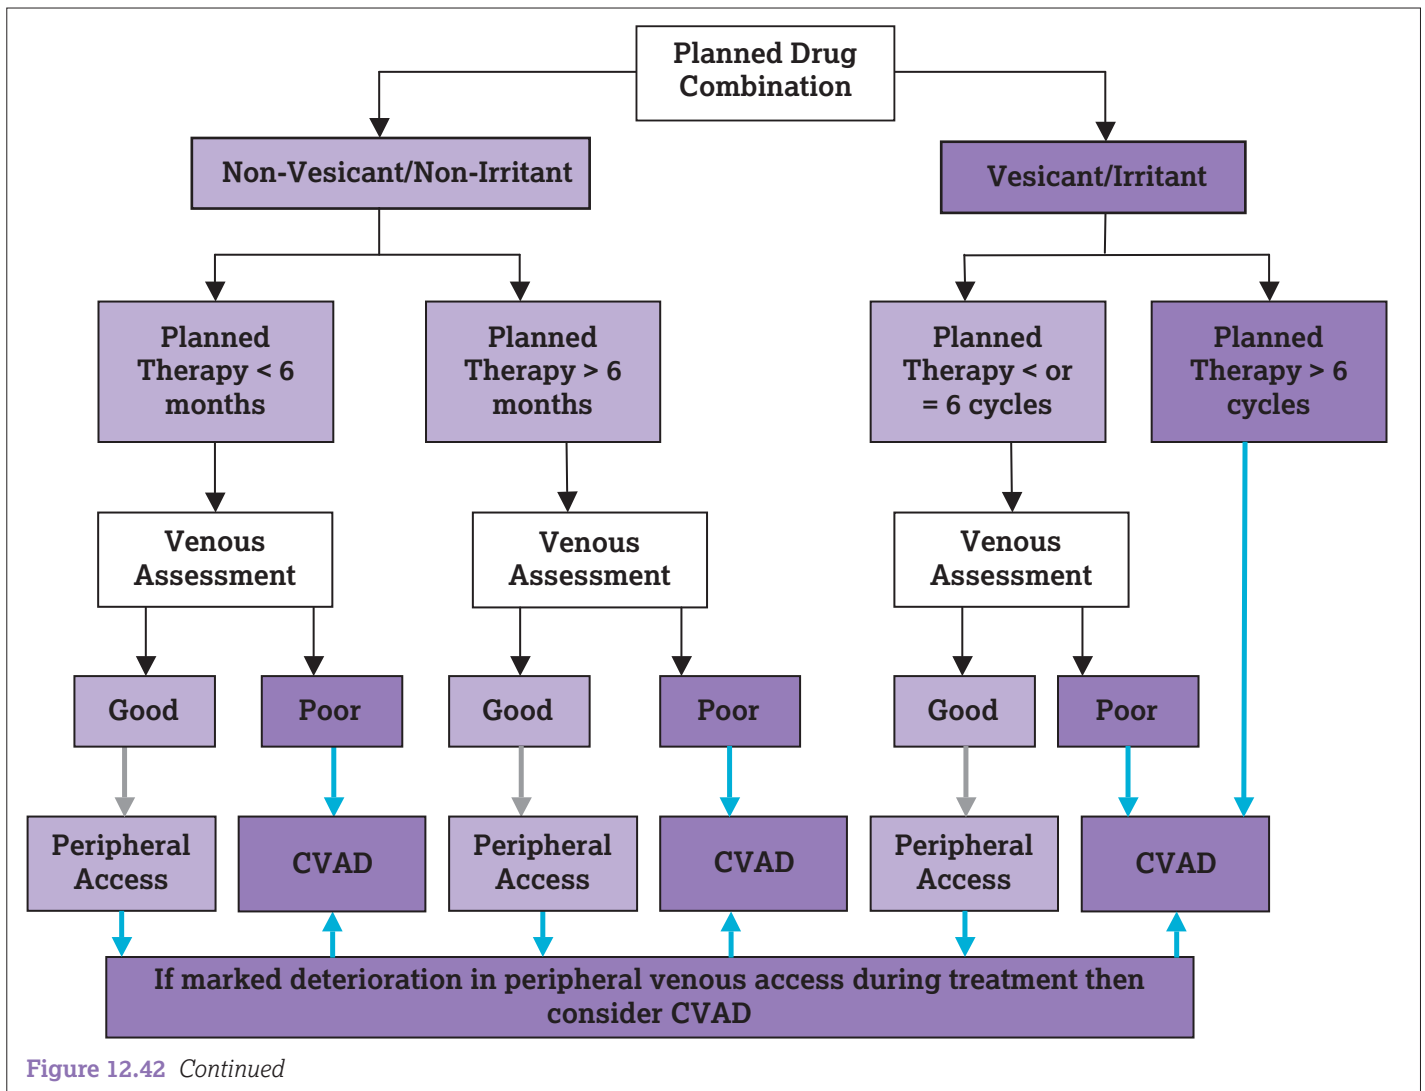 Planned Drug
Combination
Non-Vesicant/Non-Irritant
Vesicant/Irritant
Planned
Therapy < 6
months
Planned
Therapy > 6
months
Planned
Therapy < or
= 6 cycles
Planned
Therapy > 6
cycles
Venous
Assessment
Venous
Assessment
Venous
Assessment
Good
Poor
Good
Poor
Good
Poor
Peripheral
Access
CVAD
Peripheral
Access
CVAD
Peripheral
Access
CVAD
If marked deterioration in peripheral venous access during treatment then
consider CVAD
Figure 12.42 Continued